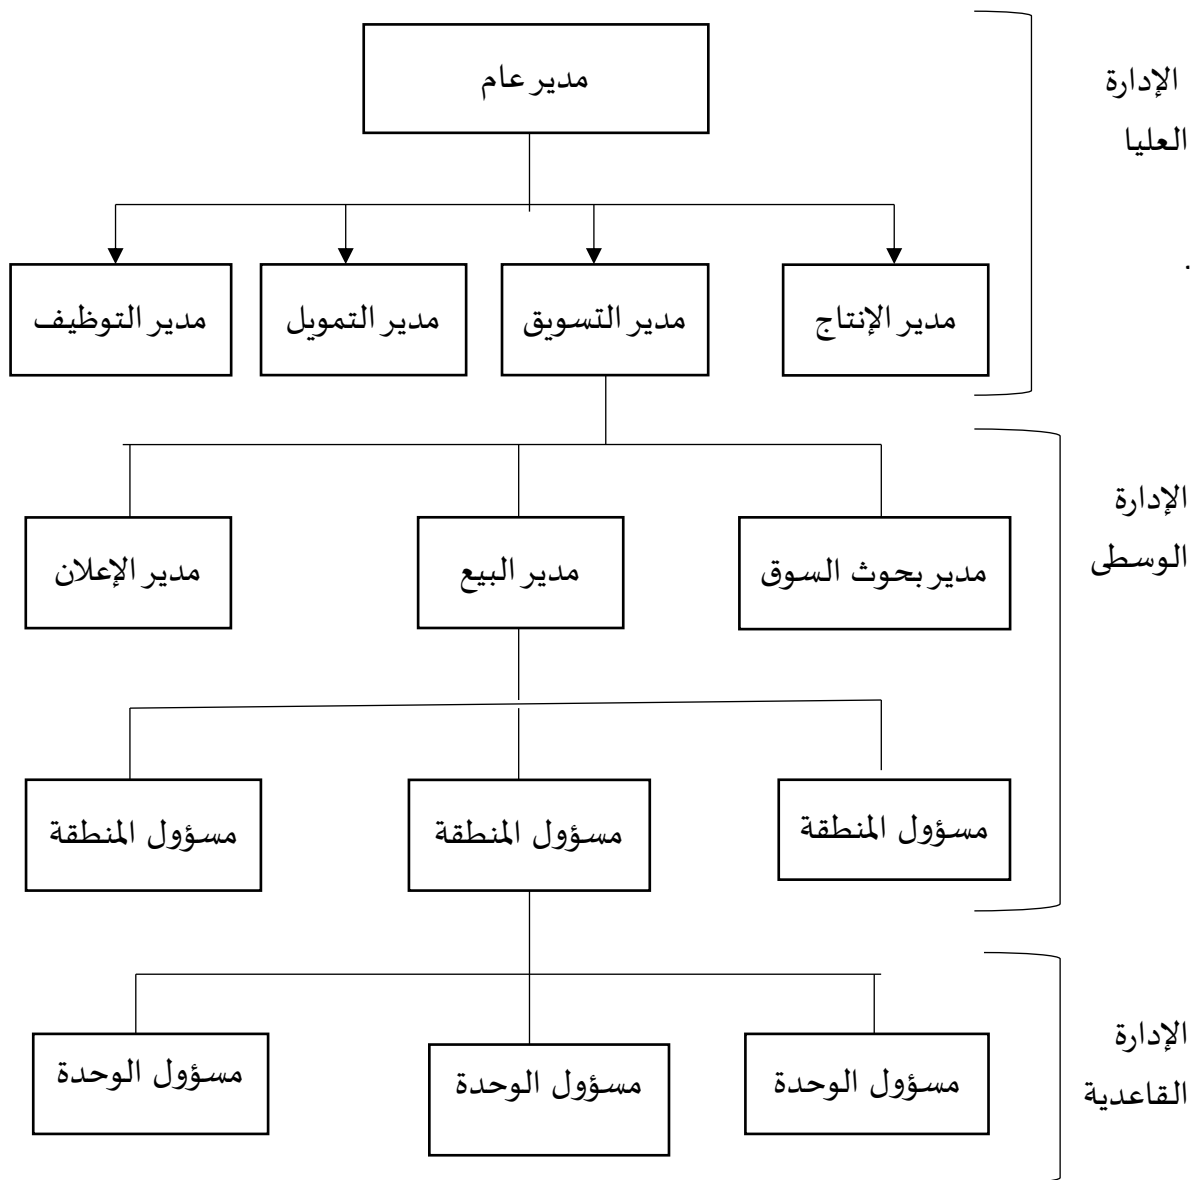 مدير عام
الإدارة
العليا
.
مدير الإنتاج
مدير التسويق
مدير التمويل
مدير التوظيف
الإدارة
الوسطى
مدير بحوث السوق
مدير البيع
مدير الإعلان
مسؤول المنطقة
مسؤول المنطقة
مسؤول المنطقة
الإدارة
القاعدية
مسؤول الوحدة
مسؤول الوحدة
مسؤول الوحدة